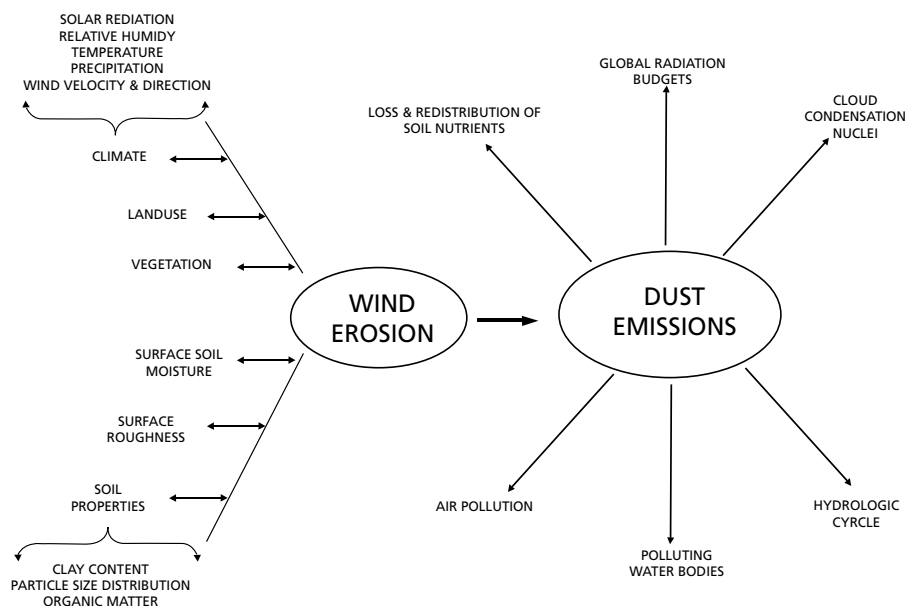 SOLAR REDIATION
RELATIVE HUMIDY
TEMPERATURE
PRECIPITATION
WIND VELOCITY & DIRECTION
CLIMATE
LANDUSE
VEGETATION
SURFACE SOIL
MOISTURE
SURFACE
ROUGHNESS
SOIL
PROPERTIES
CLAY CONTENT
PARTICLE SIZE DISTRIBUTION
ORGANIC MATTER
WIND
EROSION
DUST
EMISSIONS
LOSS & REDISTRIBUTION OF
SOIL NUTRIENTS
GLOBAL RADIATION
BUDGETS
CLOUD
CONDENSATION
NUCLEI
AIR POLLUTION
POLLUTING
WATER BODIES
HYDROLOGIC
CYRCLE